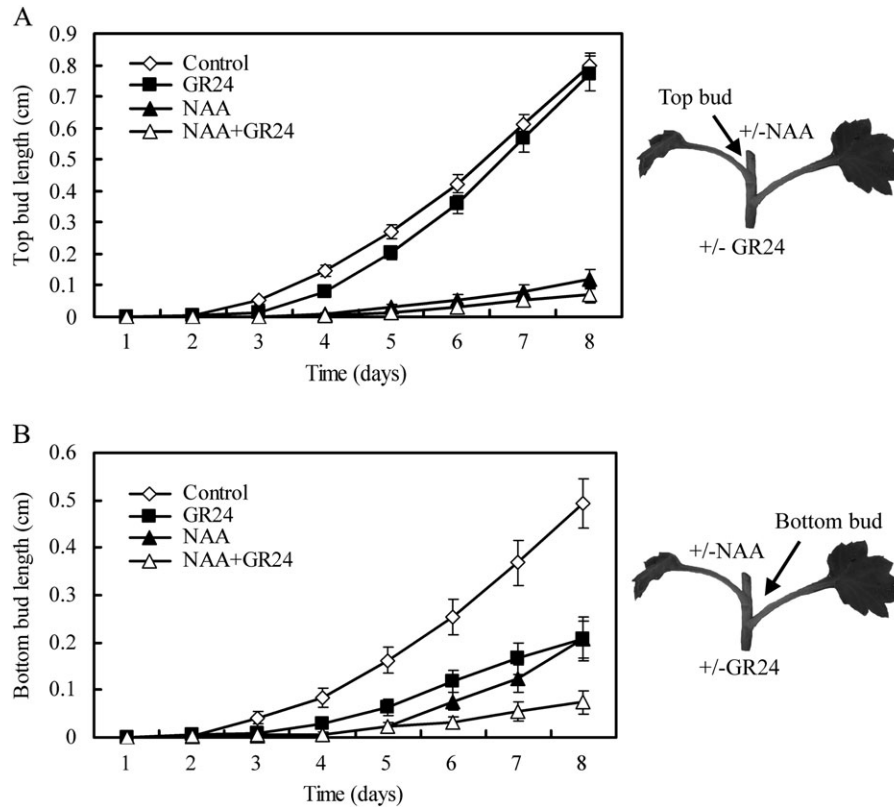 A
Top bud length (cm)
0.9
0.8
0.7
0.6
0.5
0.4
0.3
0.2
0.1
0
Control
GR24
NAA
NAA+GR24
1 2 3 4 5 6 7 8
Time (days)
Top bud
+/-NAA
+/- GR24
B
Bottom bud length (cm)
0.6
0.5
0.4
0.3
0.2
0.1
0
Control
GR24
NAA
NAA+GR24
1 2 3 4 5 6 7 8
Time (days)
Bottom bud
+/-NAA
+/-GR24